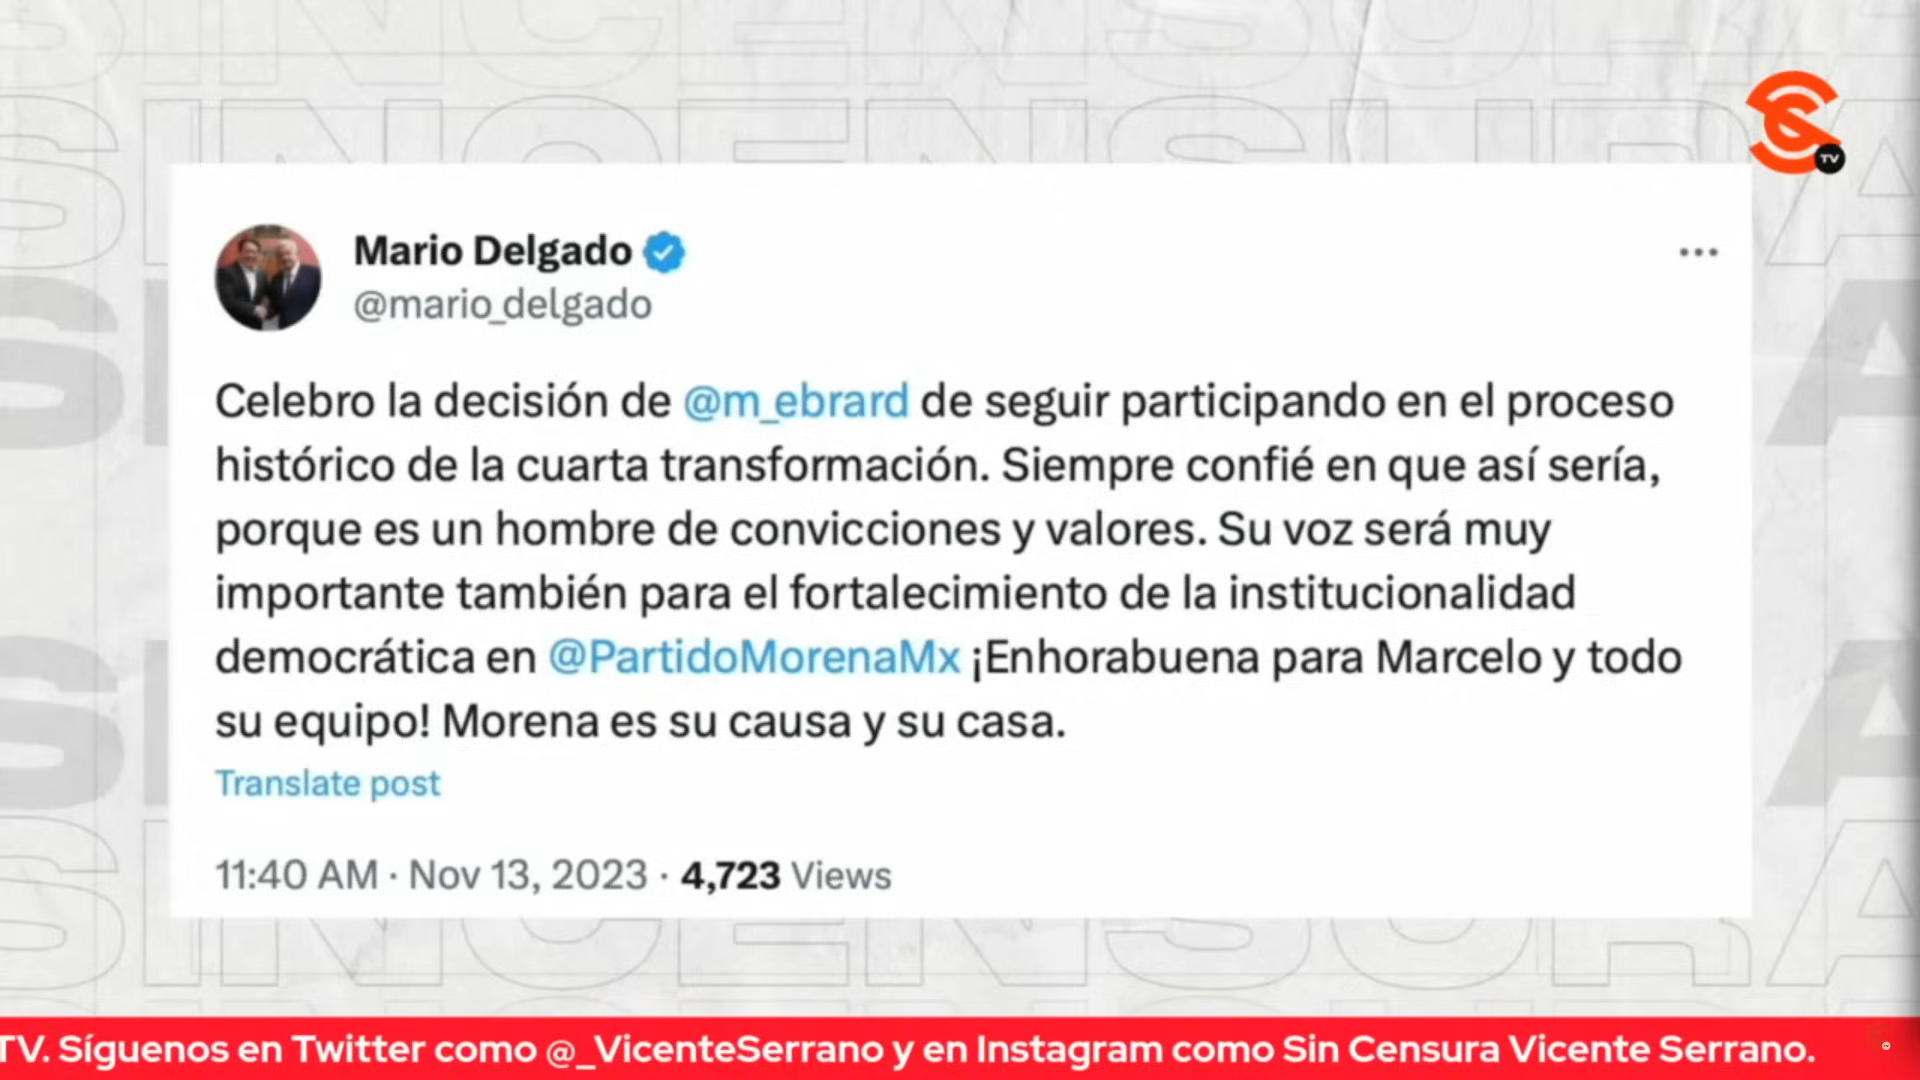 SINCENSURA
TV
Mario Delgado
@mario_delgado
Celebro la decisión de @m_ebrard de seguir participando en el proceso
histórico de la cuarta transformación. Siempre confié en que así sería,
porque es un hombre de convicciones y valores. Su voz será muy
importante también para el fortalecimiento de la institucionalidad
democrática en @PartidoMorenaMx ¡Enhorabuena para Marcelo y todo
su equipo! Morena es su causa y su casa.
Translate post
11:40 AM · Nov 13, 2023 · 4,723 Views
SINCENSURA
TV. Síguenos en Twitter como @_VicenteSerrano y en Instagram como Sin Censura Vicente Serrano.